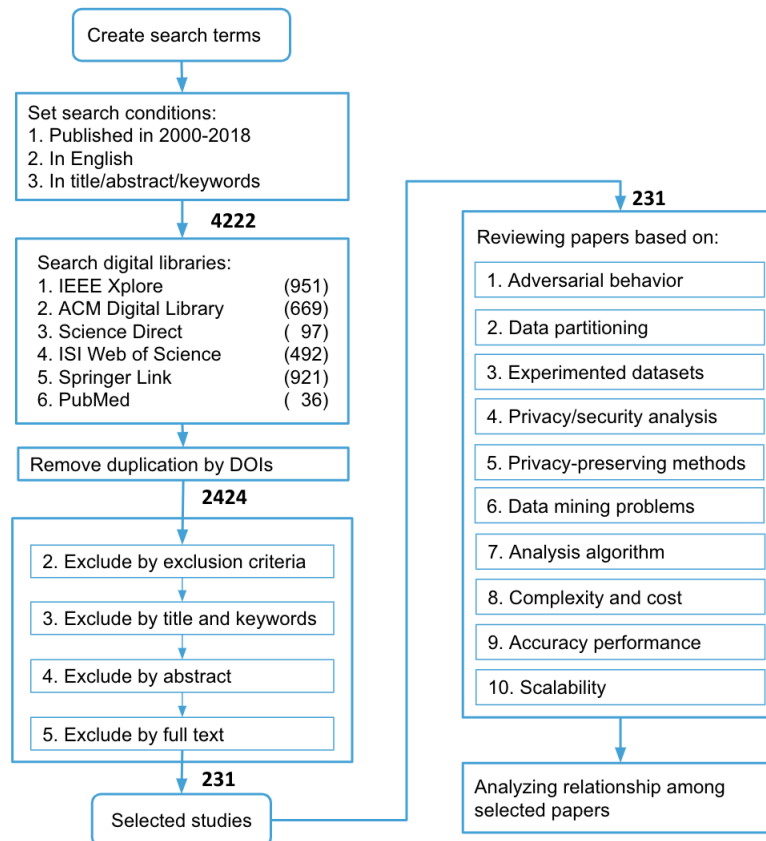 Create search terms
Set search conditions:
1. Published in 2000-2018
2. In English
3. In title/abstract/keywords
4222
Search digital libraries:
1. IEEE Xplore (951)
2. ACM Digital Library (669)
3. Science Direct ( 97)
4. ISI Web of Science (492)
5. Springer Link (921)
6. PubMed ( 36)
Remove duplication by DOIs
2424
2. Exclude by exclusion criteria
3. Exclude by title and keywords
4. Exclude by abstract
5. Exclude by full text
231
Selected studies
231
Reviewing papers based on:
1. Adversarial behavior
2. Data partitioning
3. Experimented datasets
4. Privacy/security analysis
5. Privacy-preserving methods
6. Data mining problems
7. Analysis algorithm
8. Complexity and cost
9. Accuracy performance
10. Scalability
Analyzing relationship among
selected papers